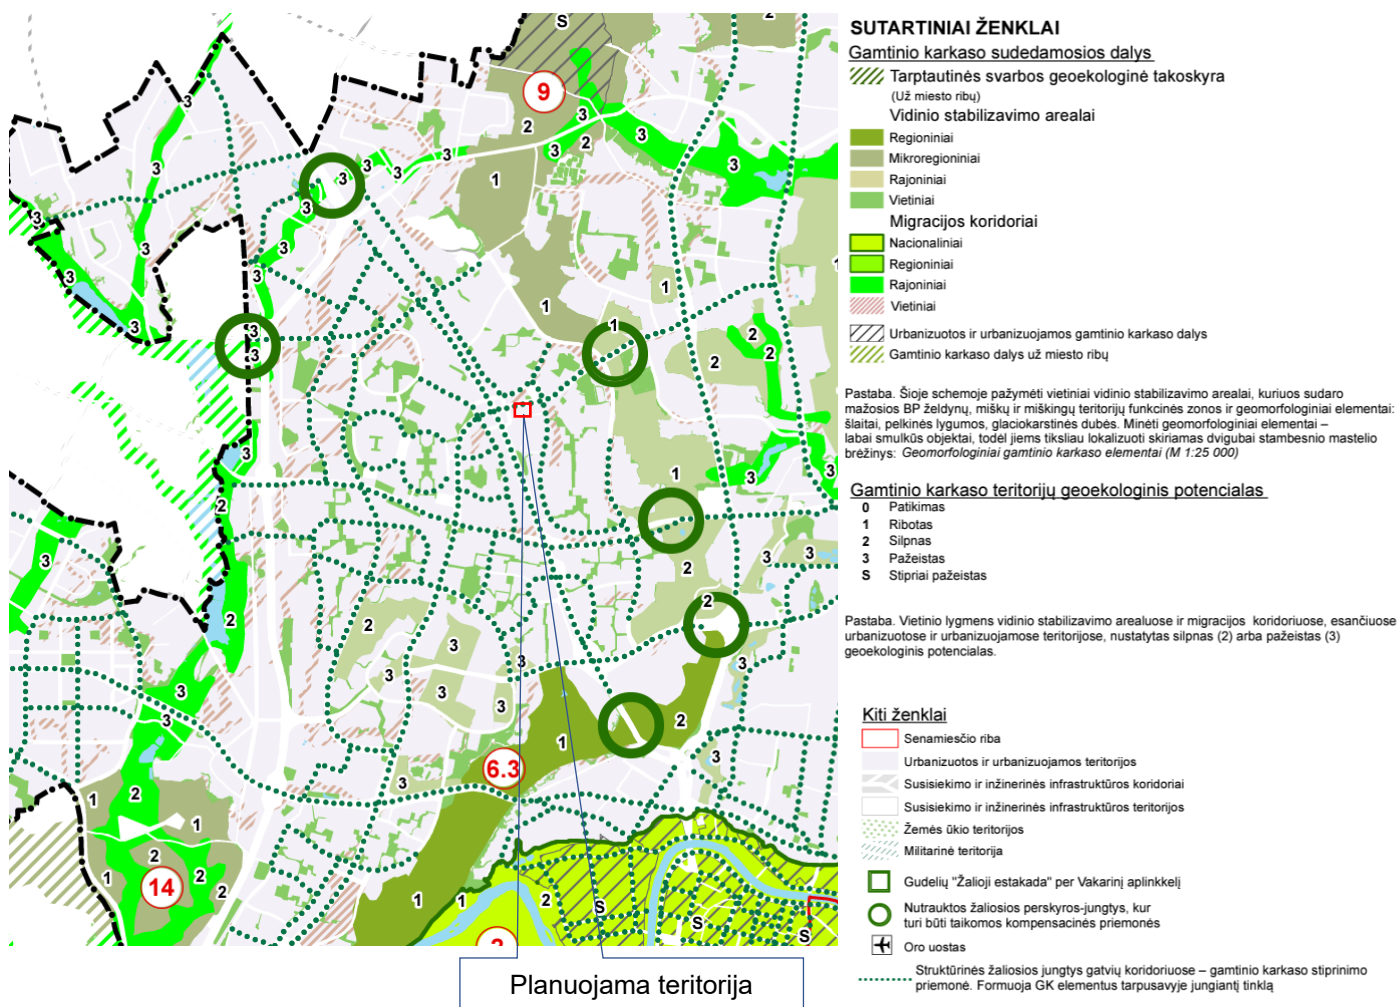 SUTARTINIAI ŽENKLAI
Gamtinio karkaso sudedamosios dalys
Tarptautinės svarbos geoekologinė takoskyra
(Už miesto ribų)
Vidinio stabilizavimo arealai
Regioniniai
Mikroregioniniai
Rajoniniai
Vietiniai
Migracijos koridoriai
Nacionaliniai
Regioniniai
Rajoniniai
Vietiniai
Urbanizuotos ir urbanizuojamos gamtinio karkaso dalys
Gamtinio karkaso dalys už miesto ribų
Pastaba. Šioje schemoje pažymėti vietiniai vidinio stabilizavimo arealai, kuriuos sudaro
mažosios BP želdynų, miškų ir miškingų teritorijų funkcinės zonos ir geomorfologiniai elementai:
šlaitai, pelkinės lygumos, glaciokarstinės dubės. Minėti geomorfologiniai elementai –
labai smulkūs objektai, todėl jiems tiksliau lokalizuoti skiriamas dvigubai stambesnio mastelio
brėžinys: Geomorfologiniai gamtinio karkaso elementai (M 1:25 000)
Gamtinio karkaso teritorijų geoekologinis potencialas
0 Patikimas
1 Ribotas
2 Silpnas
3 Pažeistas
S Stipriai pažeistas
Pastaba. Vietinio lygmens vidinio stabilizavimo arealuose ir migracijos koridoriuose, esančiuose
urbanizuotose ir urbanizuojamose teritorijose, nustatytas silpnas (2) arba pažeistas (3)
geoekologinis potencialas.
Kiti ženklai
Senamiesčio riba
Urbanizuotos ir urbanizuojamos teritorijos
Susisiekimo ir inžinerinės infrastruktūros koridoriai
Susisiekimo ir inžinerinės infrastruktūros teritorijos
Žemės ūkio teritorijos
Militarinė teritorija
Gudelių "Žalioji estakada" per Vakarinį aplinkkelį
Nutrauktos žaliosios perskyros-jungtys, kur
turi būti taikomos kompensacinės priemonės
Oro uostas
Struktūrinės žaliosios jungtys gatvių koridoriuose – gamtinio karkaso stiprinimo
priemonė. Formuoja GK elementus tarpusavyje jungiantį tinklą
9
6.3
14
2
Planuojama teritorija